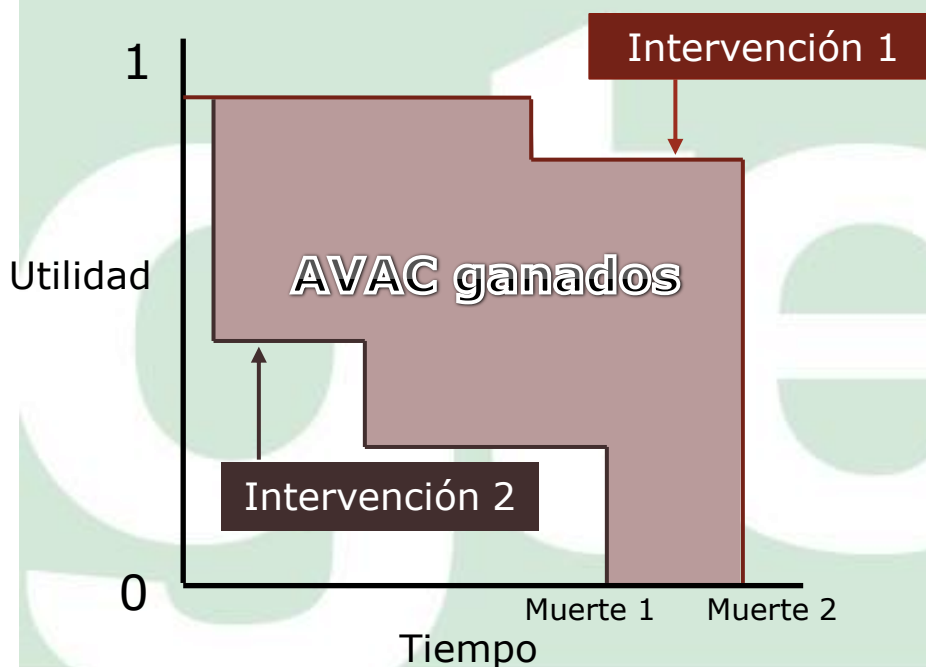 Intervención 1
1
Utilidad
AVAC ganados
Intervención 2
0
Muerte 1
Muerte 2
Tiempo